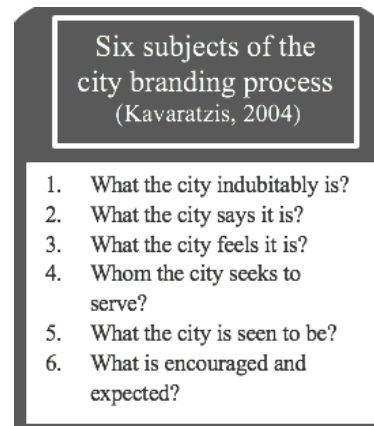 Six subjects of the
city branding process
(Kavaratzis, 2004)
1. What the city indubitably is?
2. What the city says it is?
3. What the city feels it is?
4. Whom the city seeks to
serve?
5. What the city is seen to be?
6. What is encouraged and
expected?